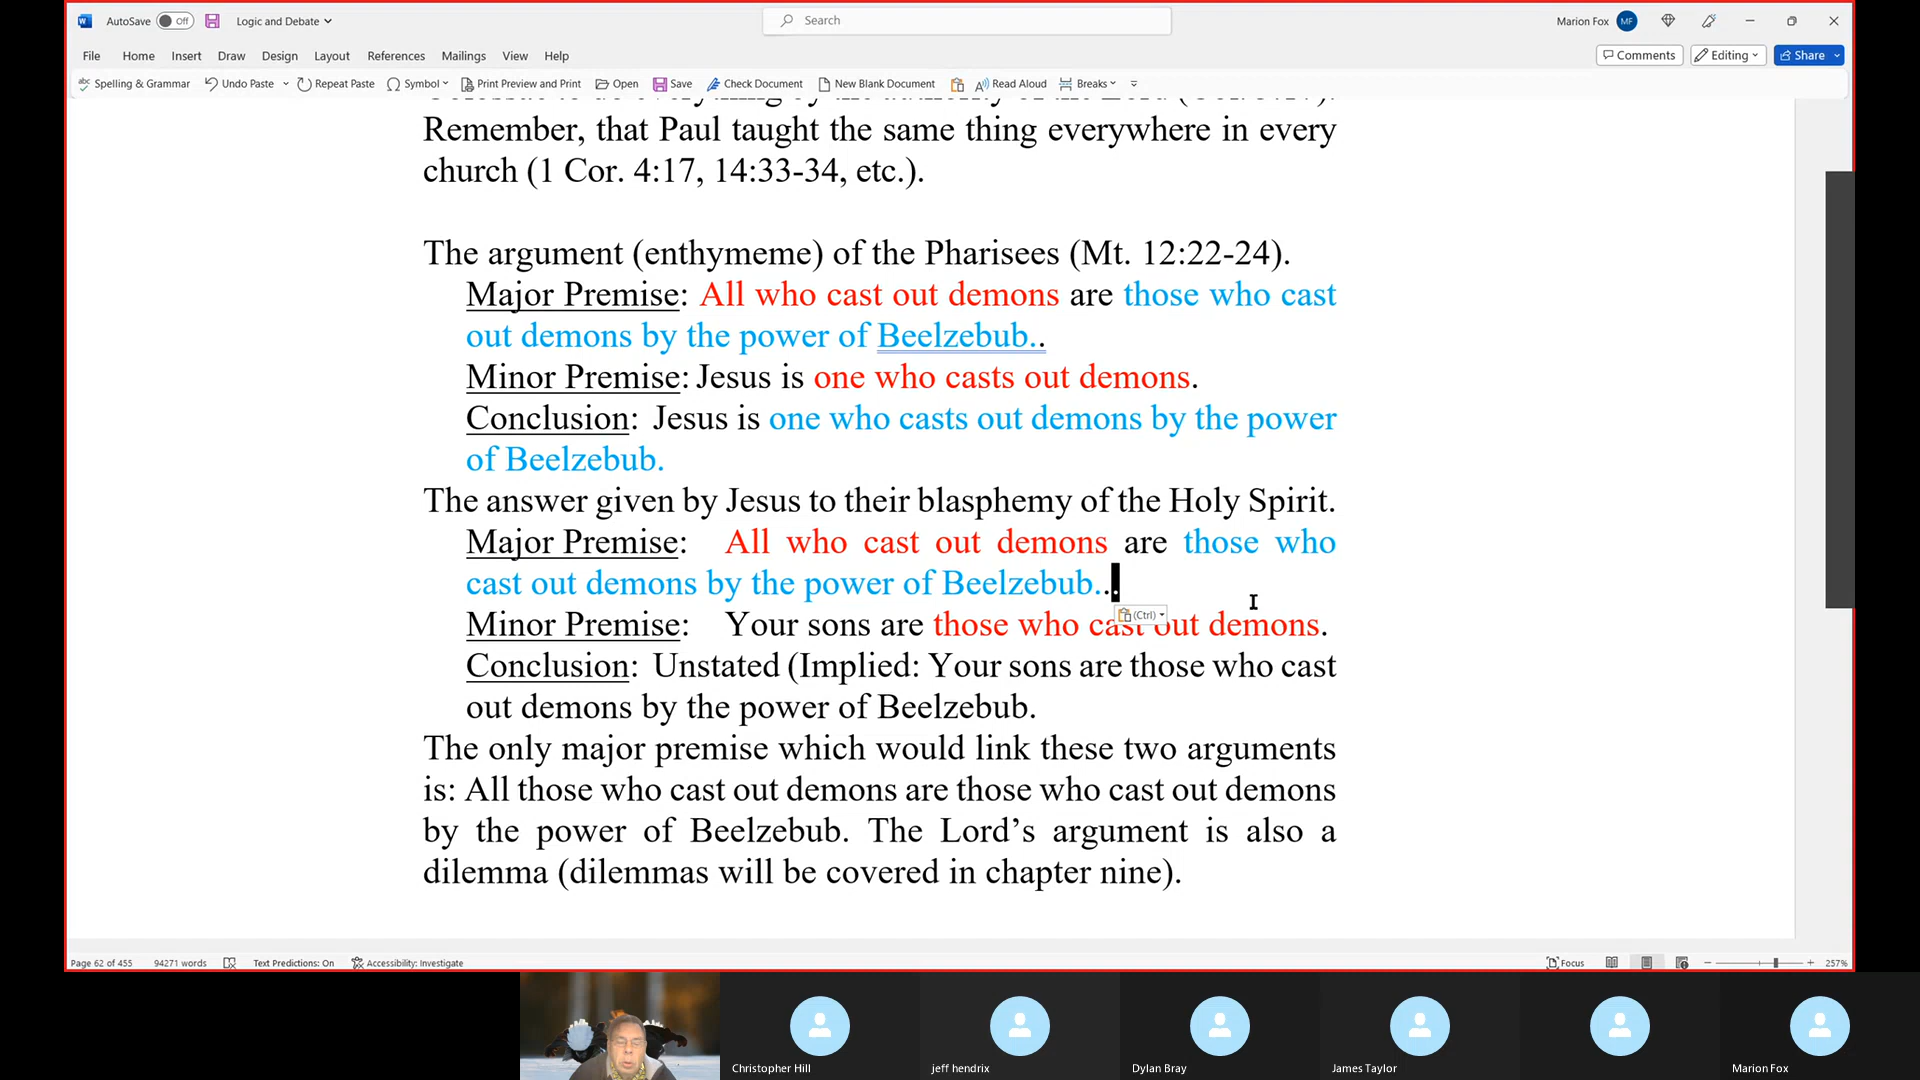 AutoSave Off Logic and Debate Search Marion Fox MF
File Home Insert Draw Design Layout References Mailings View Help Comments Editing Share
Spelling & Grammar Undo Paste Repeat Paste Symbol Print Preview and Print Open Save Check Document New Blank Document Read Aloud Breaks
Remember, that Paul taught the same thing everywhere in every
church (1 Cor. 4:17, 14:33-34, etc.).
The argument (enthymeme) of the Pharisees (Mt. 12:22-24).
Major Premise: All who cast out demons are those who cast
out demons by the power of Beelzebub..
Minor Premise: Jesus is one who casts out demons.
Conclusion: Jesus is one who casts out demons by the power
of Beelzebub.
The answer given by Jesus to their blasphemy of the Holy Spirit.
Major Premise: All who cast out demons are those who
cast out demons by the power of Beelzebub...
(Ctrl)
Minor Premise: Your sons are those who cast out demons.
Conclusion: Unstated (Implied: Your sons are those who cast
out demons by the power of Beelzebub.
The only major premise which would link these two arguments
is: All those who cast out demons are those who cast out demons
by the power of Beelzebub. The Lord's argument is also a
dilemma (dilemmas will be covered in chapter nine).
Page 62 of 455 94271 words Text Predictions: On Accessibility: Investigate Focus 257%
Christopher Hill jeff hendrix Dylan Bray James Taylor Marion Fox